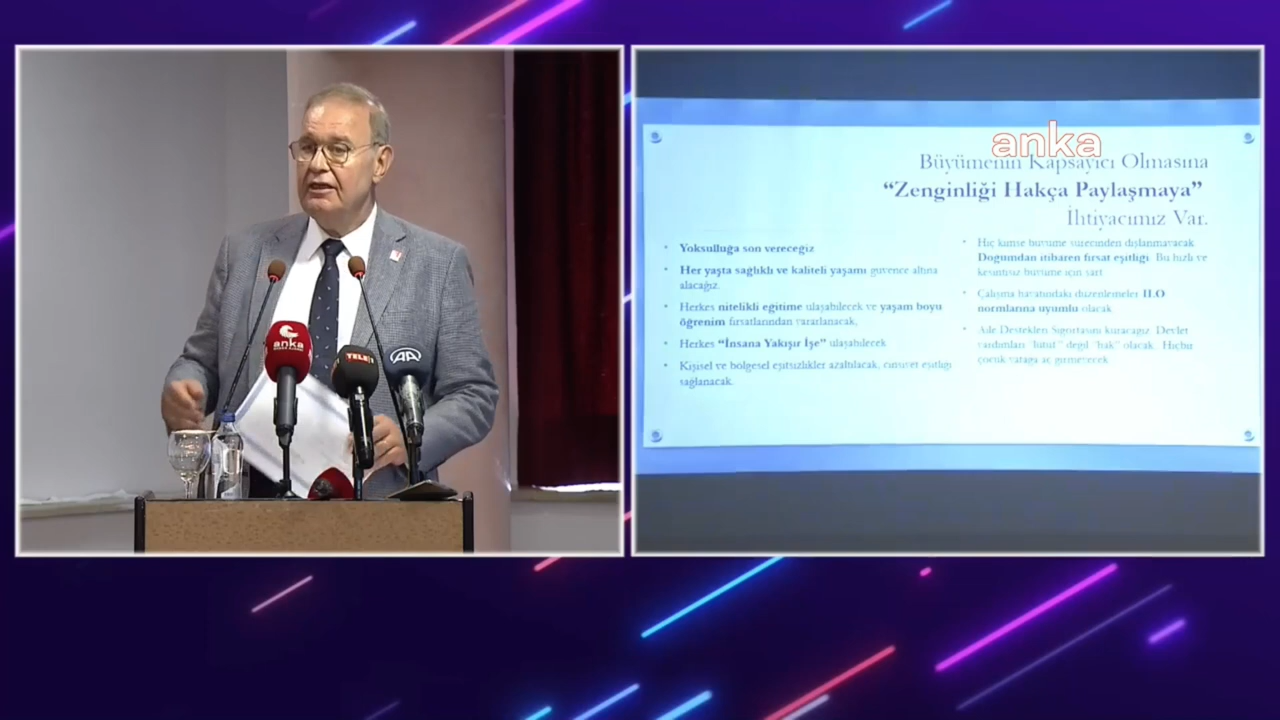 anka
anka
HABER AJANSI
TELE1
AA
Büyümenin Kapsayıcı Olmasına
“Zenginliği Hakça Paylaşmaya”
İhtiyacımız Var.
• Yoksulluğa son vereceğiz
• Her yaşta sağlıklı ve kaliteli yaşamı güvence altına
alacağız.
• Herkes nitelikli eğitime ulaşabilecek ve yaşam boyu
öğrenim fırsatlarından yararlanacak,
• Herkes “İnsana Yakışır İşe” ulaşabilecek
• Kişisel ve bölgesel eşitsizlikler azaltılacak, cinsiyet eşitliği
sağlanacak.
• Hiç kimse büyüme sürecinden dışlanmayacak
Doğumdan itibaren fırsat eşitliği. Bu hızlı ve
kesintisiz büyüme için şart
• Çalışma hayatındaki düzenlemeler ILO
normlarına uyumlu olacak
• Aile Destekleri Sigortasını kuracağız. Devlet
yardımları “lütuf” değil “hak” olacak. Hiçbir
çocuk yatağa aç girmeyecek